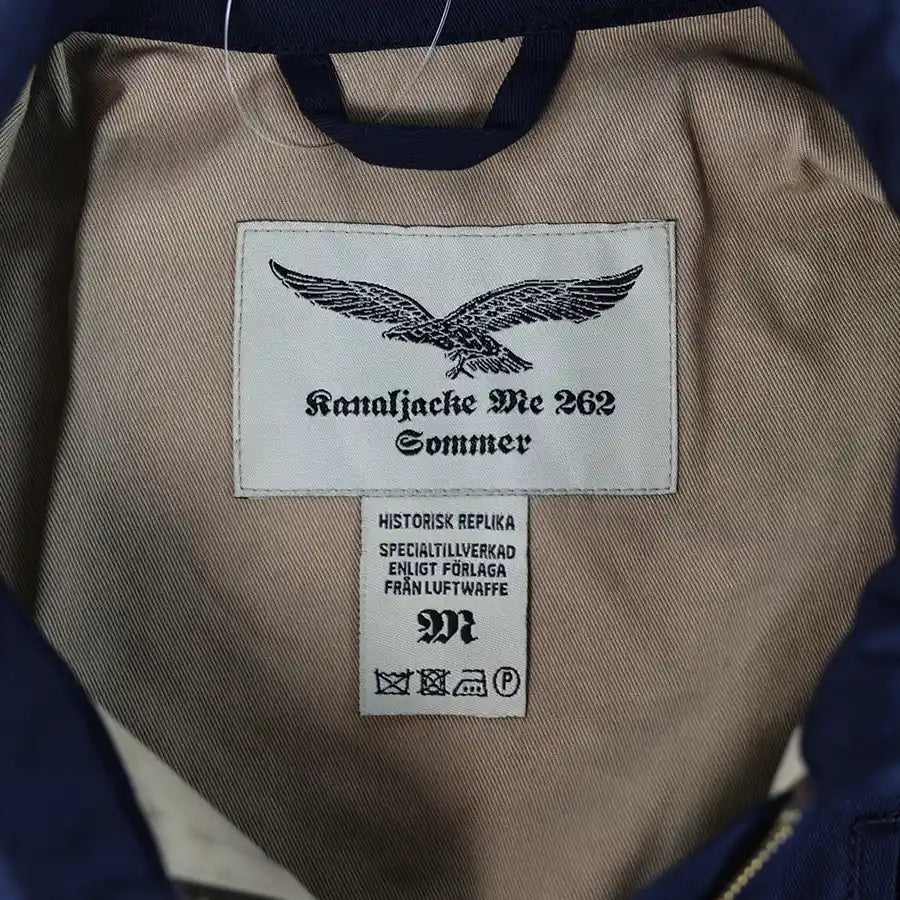 Kanaljacke Me 262
Sommer
HISTORISK REPLIKA
SPECIALTILLVERKAD
ENLIGT FÖRLAGA
FRÅN LUFTWAFFE
M
P